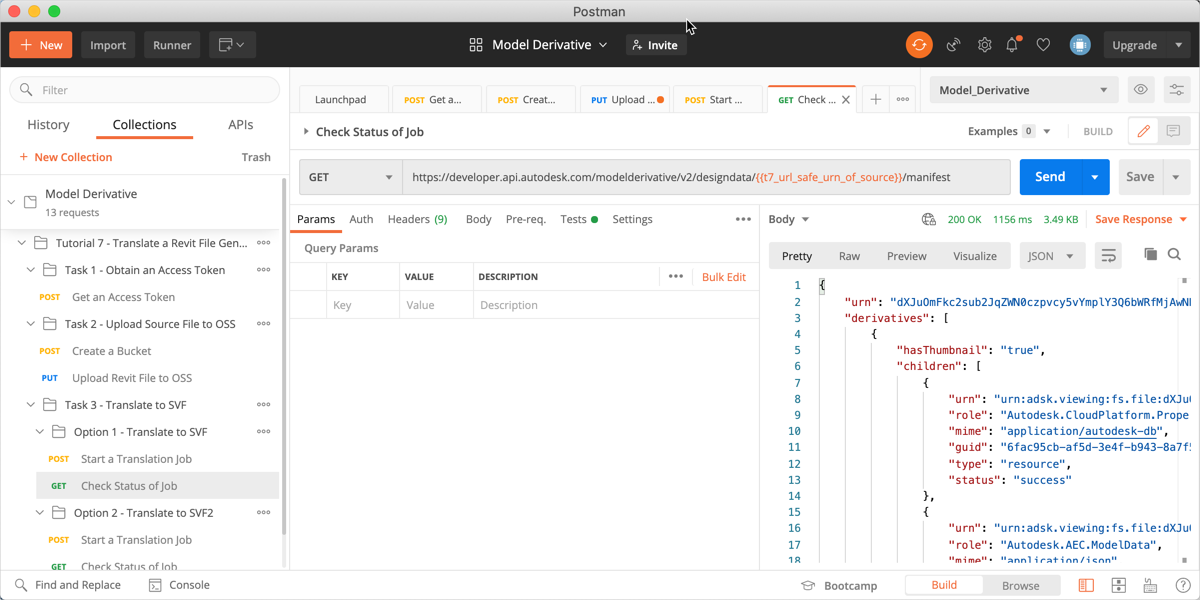 Postman
+ New
Import
Runner
Model Derivative
Invite
Upgrade
Filter
History
Collections
APIs
+ New Collection
Trash
Model Derivative
13 requests
Tutorial 7 - Translate a Revit File Gen...
Task 1 - Obtain an Access Token
POST Get an Access Token
Task 2 - Upload Source File to OSS
POST Create a Bucket
PUT Upload Revit File to OSS
Task 3 - Translate to SVF
Option 1 - Translate to SVF
POST Start a Translation Job
GET Check Status of Job
Option 2 - Translate to SVF2
POST Start a Translation Job
GET Check Status of Job
Launchpad
POST Get a...
POST Creat...
PUT Upload ...
POST Start ...
GET Check ...
Model_Derivative
Check Status of Job
Examples 0
BUILD
GET
https://developer.api.autodesk.com/modelderivative/v2/designdata/{{t7_url_safe_urn_of_source}}/manifest
Send
Save
Params
Auth
Headers (9)
Body
Pre-req.
Tests
Settings
Query Params
KEY VALUE DESCRIPTION
Bulk Edit
Key Value Description
Body
200 OK 1156 ms 3.49 KB
Save Response
Pretty Raw Preview Visualize
JSON
1 {
2 "urn": "dXJuOmFkc2sub2JqZWN0czpvcy5vYmplY3Q6bWRfMjAwN
3 "derivatives": [
4 {
5 "hasThumbnail": "true",
6 "children": [
7 {
8 "urn": "urn:adsk.viewing:fs.file:dXJu
9 "role": "Autodesk.CloudPlatform.Prope
10 "mime": "application/autodesk-db",
11 "guid": "6fac95cb-af5d-3e4f-b943-8a7f
12 "type": "resource",
13 "status": "success"
14 },
15 {
16 "urn": "urn:adsk.viewing:fs.file:dXJu
17 "role": "Autodesk.AEC.ModelData",
18 "mime": "application/json"
Find and Replace
Console
Bootcamp
Build
Browse